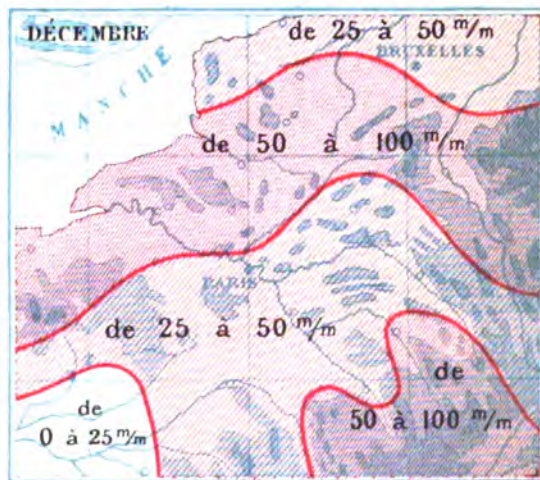 DÉCEMBRE
de 25 à 50 m/m
BRUXELLES
MANCHE
de 50 à 100 m/m
PARIS
de 25 à 50 m/m
de
0 à 25 m/m
de
50 à 100 m/m